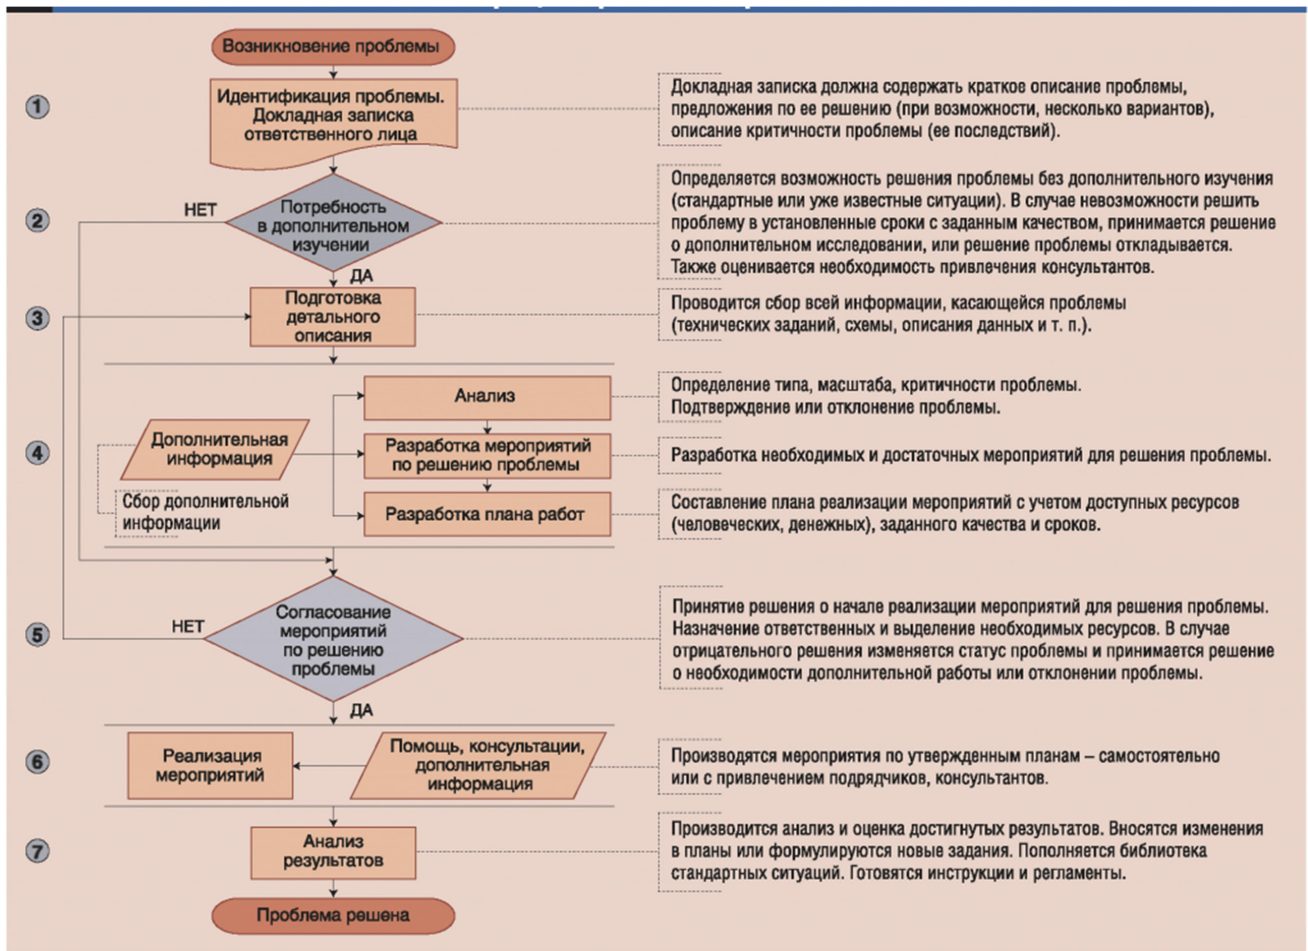 Возникновение проблемы
1
Идентификация проблемы.
Докладная записка
ответственного лица
Докладная записка должна содержать краткое описание проблемы,
предложения по ее решению (при возможности, несколько вариантов),
описание критичности проблемы (ее последствий).
2
НЕТ
Потребность
в дополнительном
изучении
ДА
Определяется возможность решения проблемы без дополнительного изучения
(стандартные или уже известные ситуации). В случае невозможности решить
проблему в установленные сроки с заданным качеством, принимается решение
о дополнительном исследовании, или решение проблемы откладывается.
Также оценивается необходимость привлечения консультантов.
3
Подготовка
детального
описания
Проводится сбор всей информации, касающейся проблемы
(технических заданий, схемы, описания данных и т. п.).
4
Дополнительная
информация
Сбор дополнительной
информации
Анализ
Определение типа, масштаба, критичности проблемы.
Подтверждение или отклонение проблемы.
Разработка мероприятий
по решению проблемы
Разработка необходимых и достаточных мероприятий для решения проблемы.
Разработка плана работ
Составление плана реализации мероприятий с учетом доступных ресурсов
(человеческих, денежных), заданного качества и сроков.
5
НЕТ
Согласование
мероприятий
по решению
проблемы
ДА
Принятие решения о начале реализации мероприятий для решения проблемы.
Назначение ответственных и выделение необходимых ресурсов. В случае
отрицательного решения изменяется статус проблемы и принимается решение
о необходимости дополнительной работы или отклонении проблемы.
6
Реализация
мероприятий
Помощь, консультации,
дополнительная
информация
Производятся мероприятия по утвержденным планам – самостоятельно
или с привлечением подрядчиков, консультантов.
7
Анализ
результатов
Производится анализ и оценка достигнутых результатов. Вносятся изменения
в планы или формулируются новые задания. Пополняется библиотека
стандартных ситуаций. Готовятся инструкции и регламенты.
Проблема решена